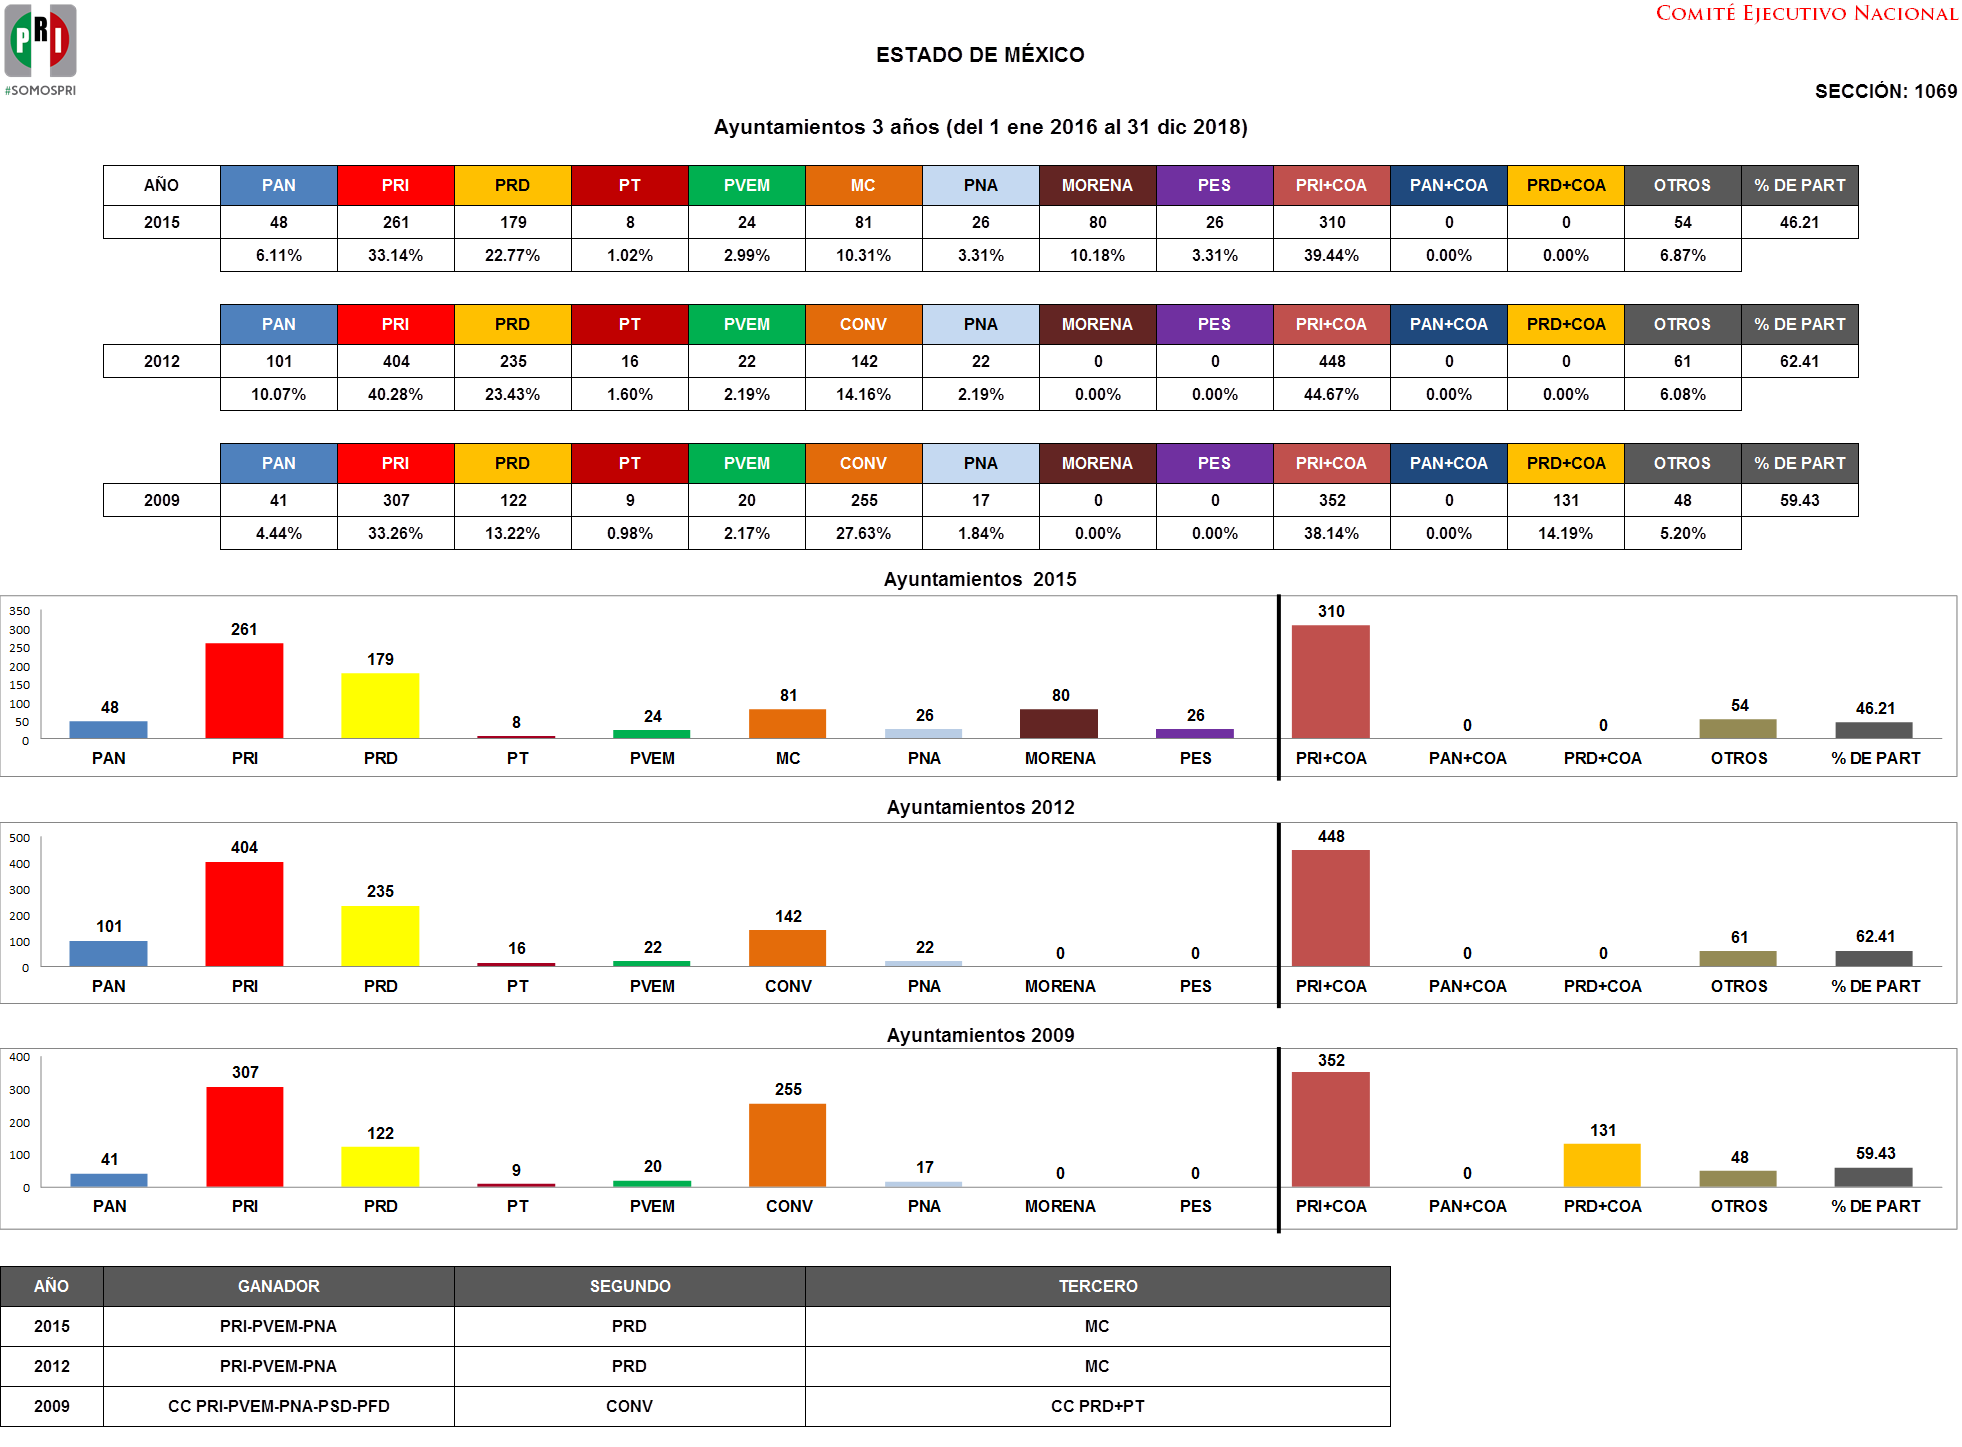 PRI
#SOMOSPRI
COMITÉ EJECUTIVO NACIONAL
ESTADO DE MÉXICO
SECCIÓN: 1069
Ayuntamientos 3 años (del 1 ene 2016 al 31 dic 2018)
AÑO PAN PRI PRD PT PVEM MC PNA MORENA PES PRI+COA PAN+COA PRD+COA OTROS % DE PART
2015 48 261 179 8 24 81 26 80 26 310 0 0 54 46.21
6.11% 33.14% 22.77% 1.02% 2.99% 10.31% 3.31% 10.18% 3.31% 39.44% 0.00% 0.00% 6.87%
PAN PRI PRD PT PVEM CONV PNA MORENA PES PRI+COA PAN+COA PRD+COA OTROS % DE PART
2012 101 404 235 16 22 142 22 0 0 448 0 0 61 62.41
10.07% 40.28% 23.43% 1.60% 2.19% 14.16% 2.19% 0.00% 0.00% 44.67% 0.00% 0.00% 6.08%
PAN PRI PRD PT PVEM CONV PNA MORENA PES PRI+COA PAN+COA PRD+COA OTROS % DE PART
2009 41 307 122 9 20 255 17 0 0 352 0 131 48 59.43
4.44% 33.26% 13.22% 0.98% 2.17% 27.63% 1.84% 0.00% 0.00% 38.14% 0.00% 14.19% 5.20%
Ayuntamientos 2015
350
300
250
200
150
100
50
0
48 261 179 8 24 81 26 80 26 310 0 0 54 46.21
PAN PRI PRD PT PVEM MC PNA MORENA PES PRI+COA PAN+COA PRD+COA OTROS % DE PART
Ayuntamientos 2012
500
400
300
200
100
0
101 404 235 16 22 142 22 0 0 448 0 0 61 62.41
PAN PRI PRD PT PVEM CONV PNA MORENA PES PRI+COA PAN+COA PRD+COA OTROS % DE PART
Ayuntamientos 2009
400
300
200
100
0
41 307 122 9 20 255 17 0 0 352 0 131 48 59.43
PAN PRI PRD PT PVEM CONV PNA MORENA PES PRI+COA PAN+COA PRD+COA OTROS % DE PART
AÑO GANADOR SEGUNDO TERCERO
2015 PRI-PVEM-PNA PRD MC
2012 PRI-PVEM-PNA PRD MC
2009 CC PRI-PVEM-PNA-PSD-PFD CONV CC PRD+PT